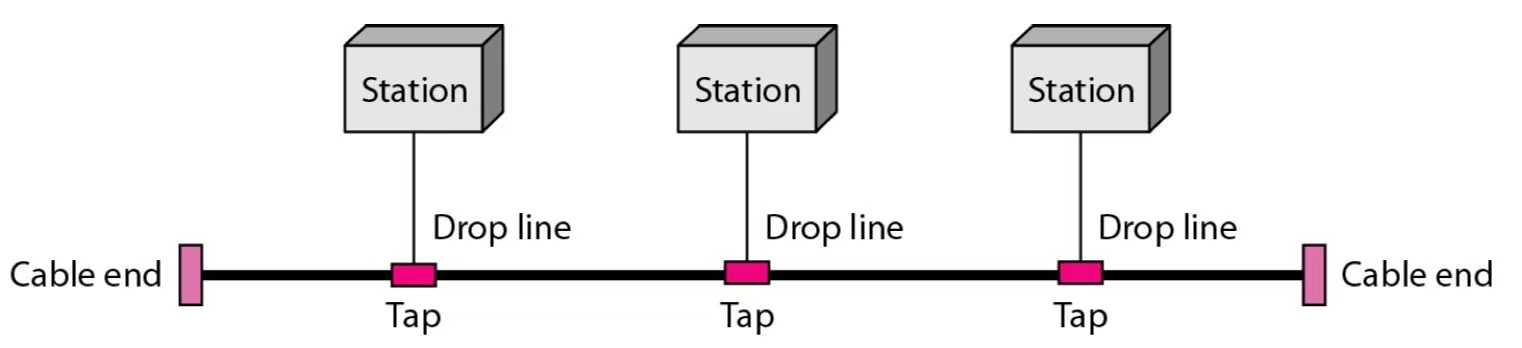 Station
Station
Station
Drop line
Drop line
Drop line
Cable end
Cable end
Tap
Tap
Tap